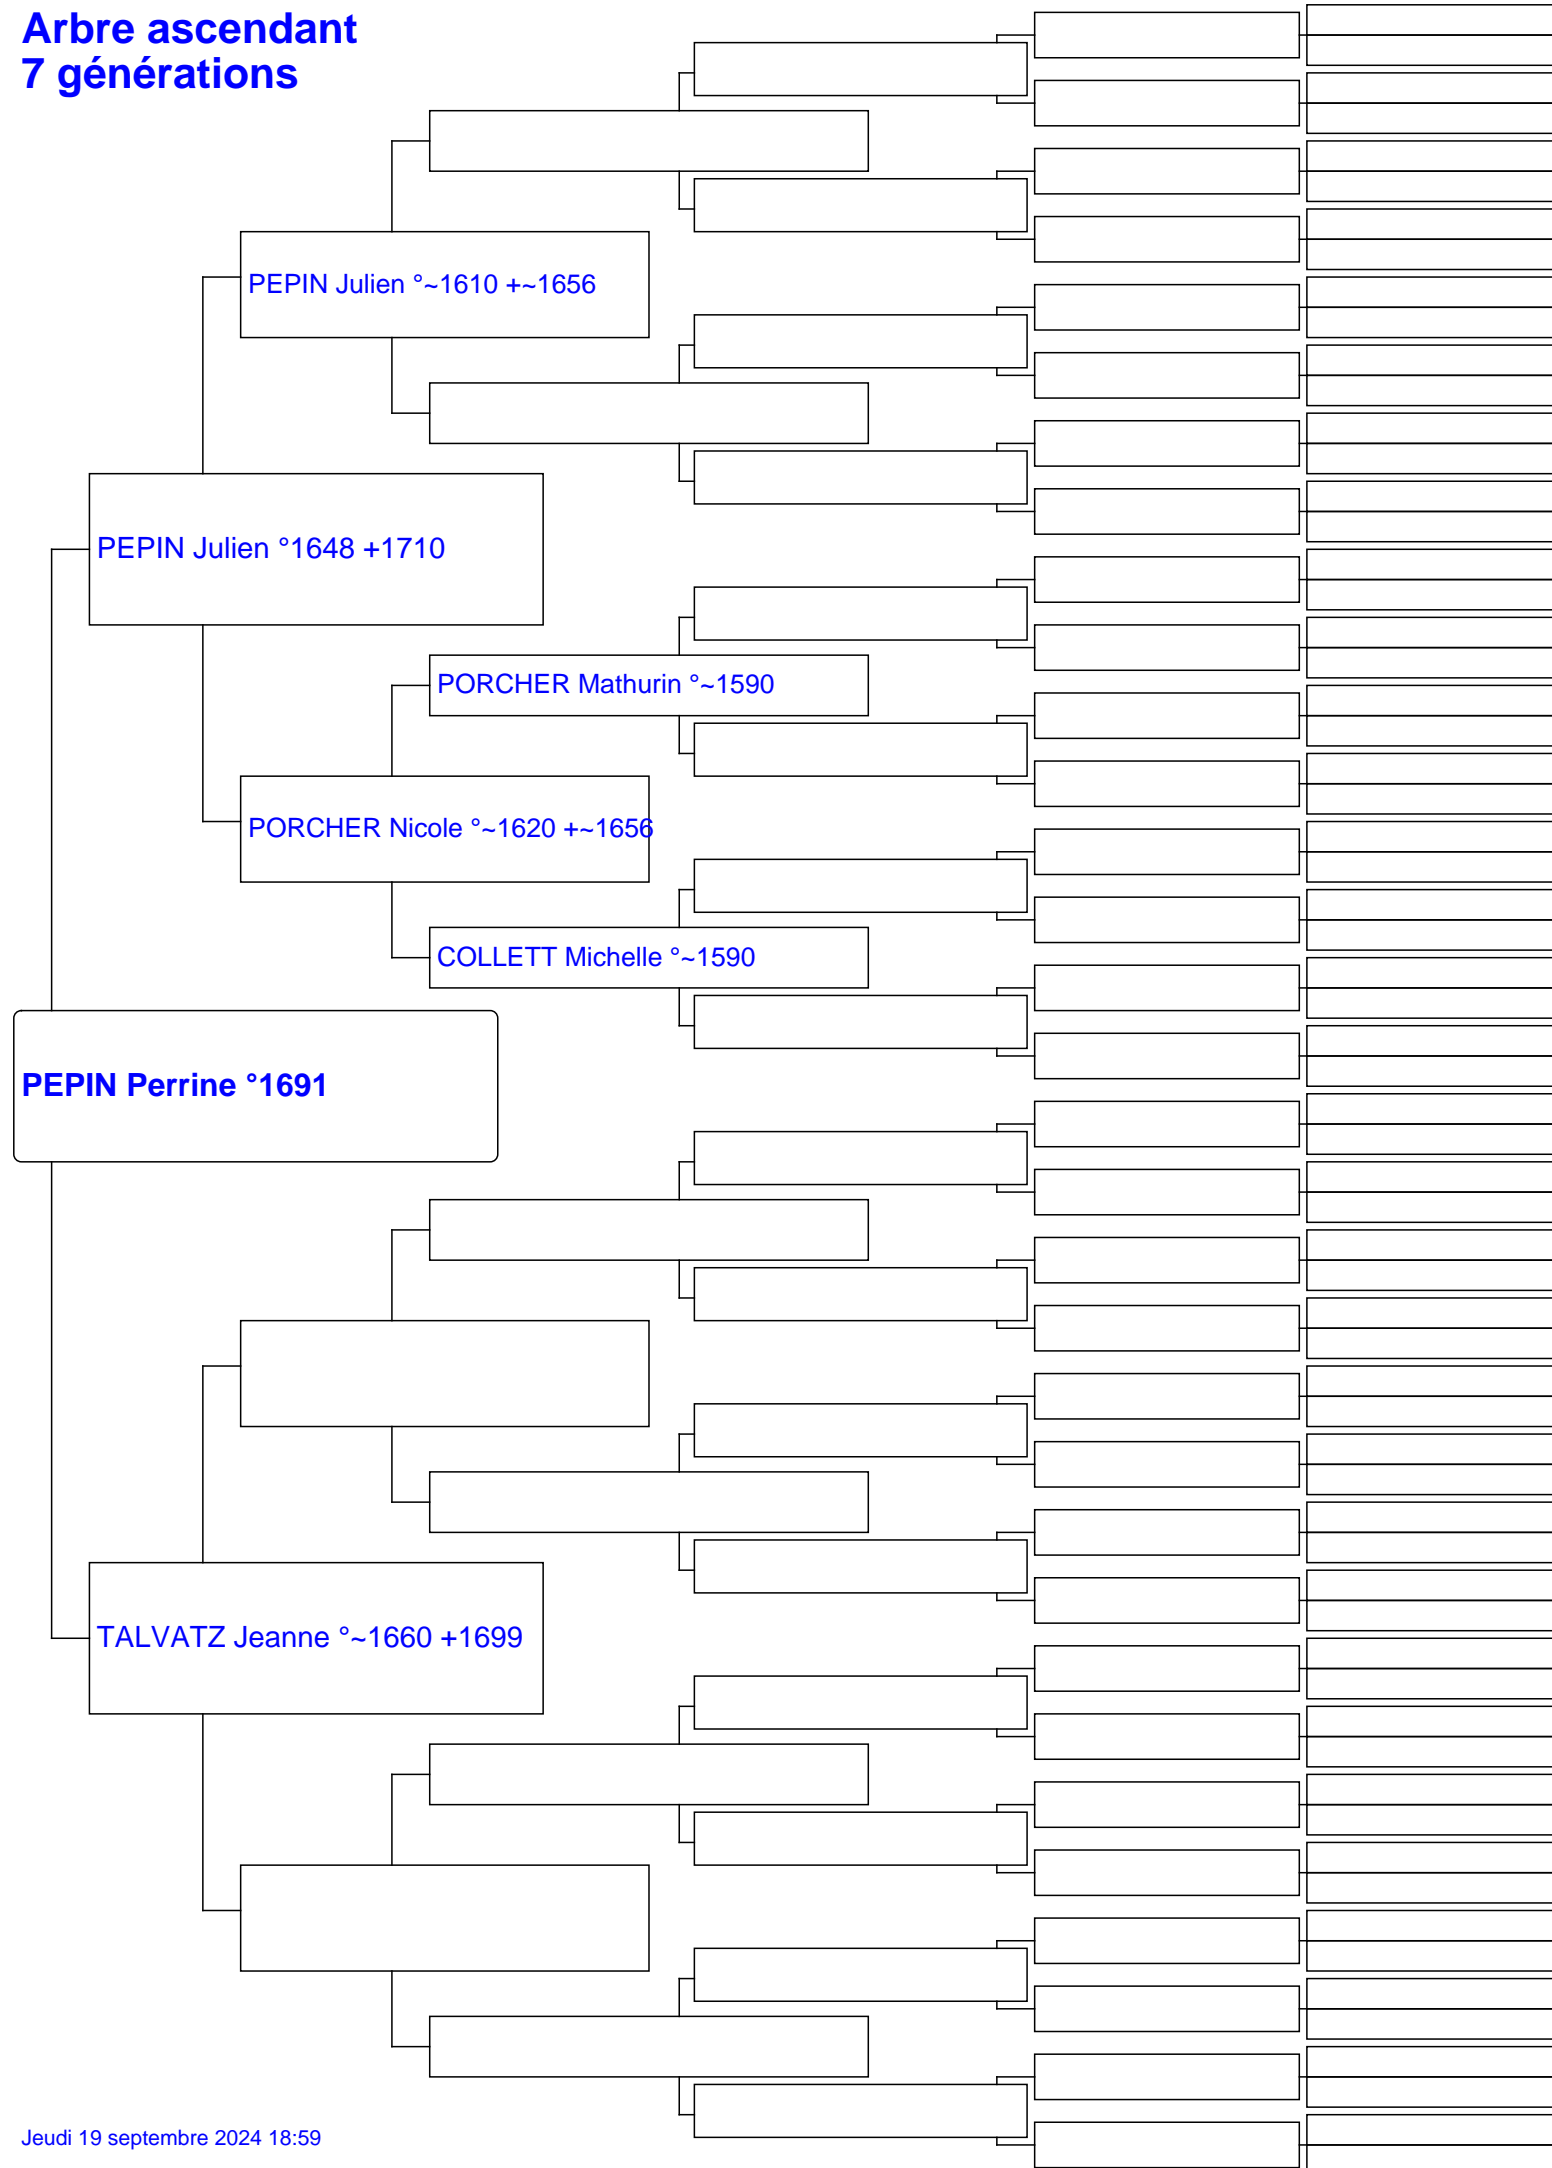 Arbre ascendant
7 générations
PEPIN Julien °~1610 +~1656
PEPIN Julien °1648 +1710
PORCHER Mathurin °~1590
PORCHER Nicole °~1620 +~1656
COLLETT Michelle °~1590
PEPIN Perrine °1691
TALVATZ Jeanne °~1660 +1699
Jeudi 19 septembre 2024 18:59